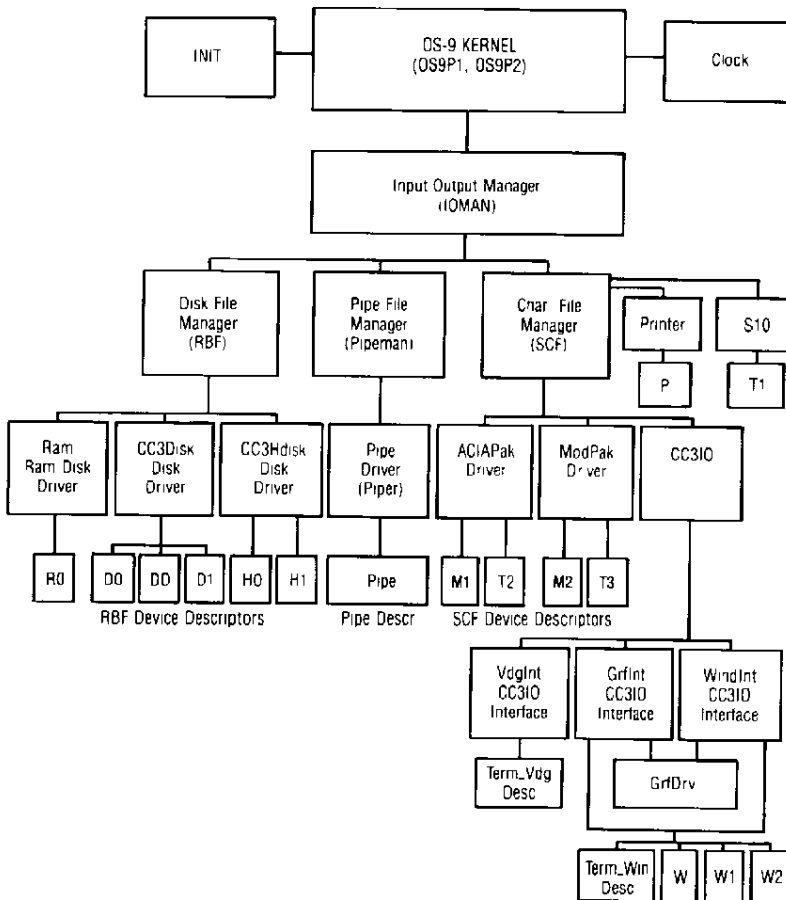 OS-9 KERNEL
(OS9P1, OS9P2)
INIT
Clock
Input Output Manager
(IOMAN)
Disk File
Manager
(RBF)
Pipe File
Manager
(Pipeman)
Char File
Manager
(SCF)
Printer
S10
P
T1
Ram
Ram Disk
Driver
CC3Disk
Disk
Driver
CC3Hdisk
Disk
Driver
Pipe
Driver
(Piper)
ACIAPak
Driver
ModPak
Driver
CC3IO
R0
D0
DD
D1
H0
H1
Pipe
M1
T2
M2
T3
RBF Device Descriptors
Pipe Descr
SCF Device Descriptors
VdgInt
CC3IO
Interface
GrfInt
CC3IO
Interface
WindInt
CC3IO
Interface
Term_Vdg
Desc
GrfDrv
Term_Win
Desc
W
W1
W2